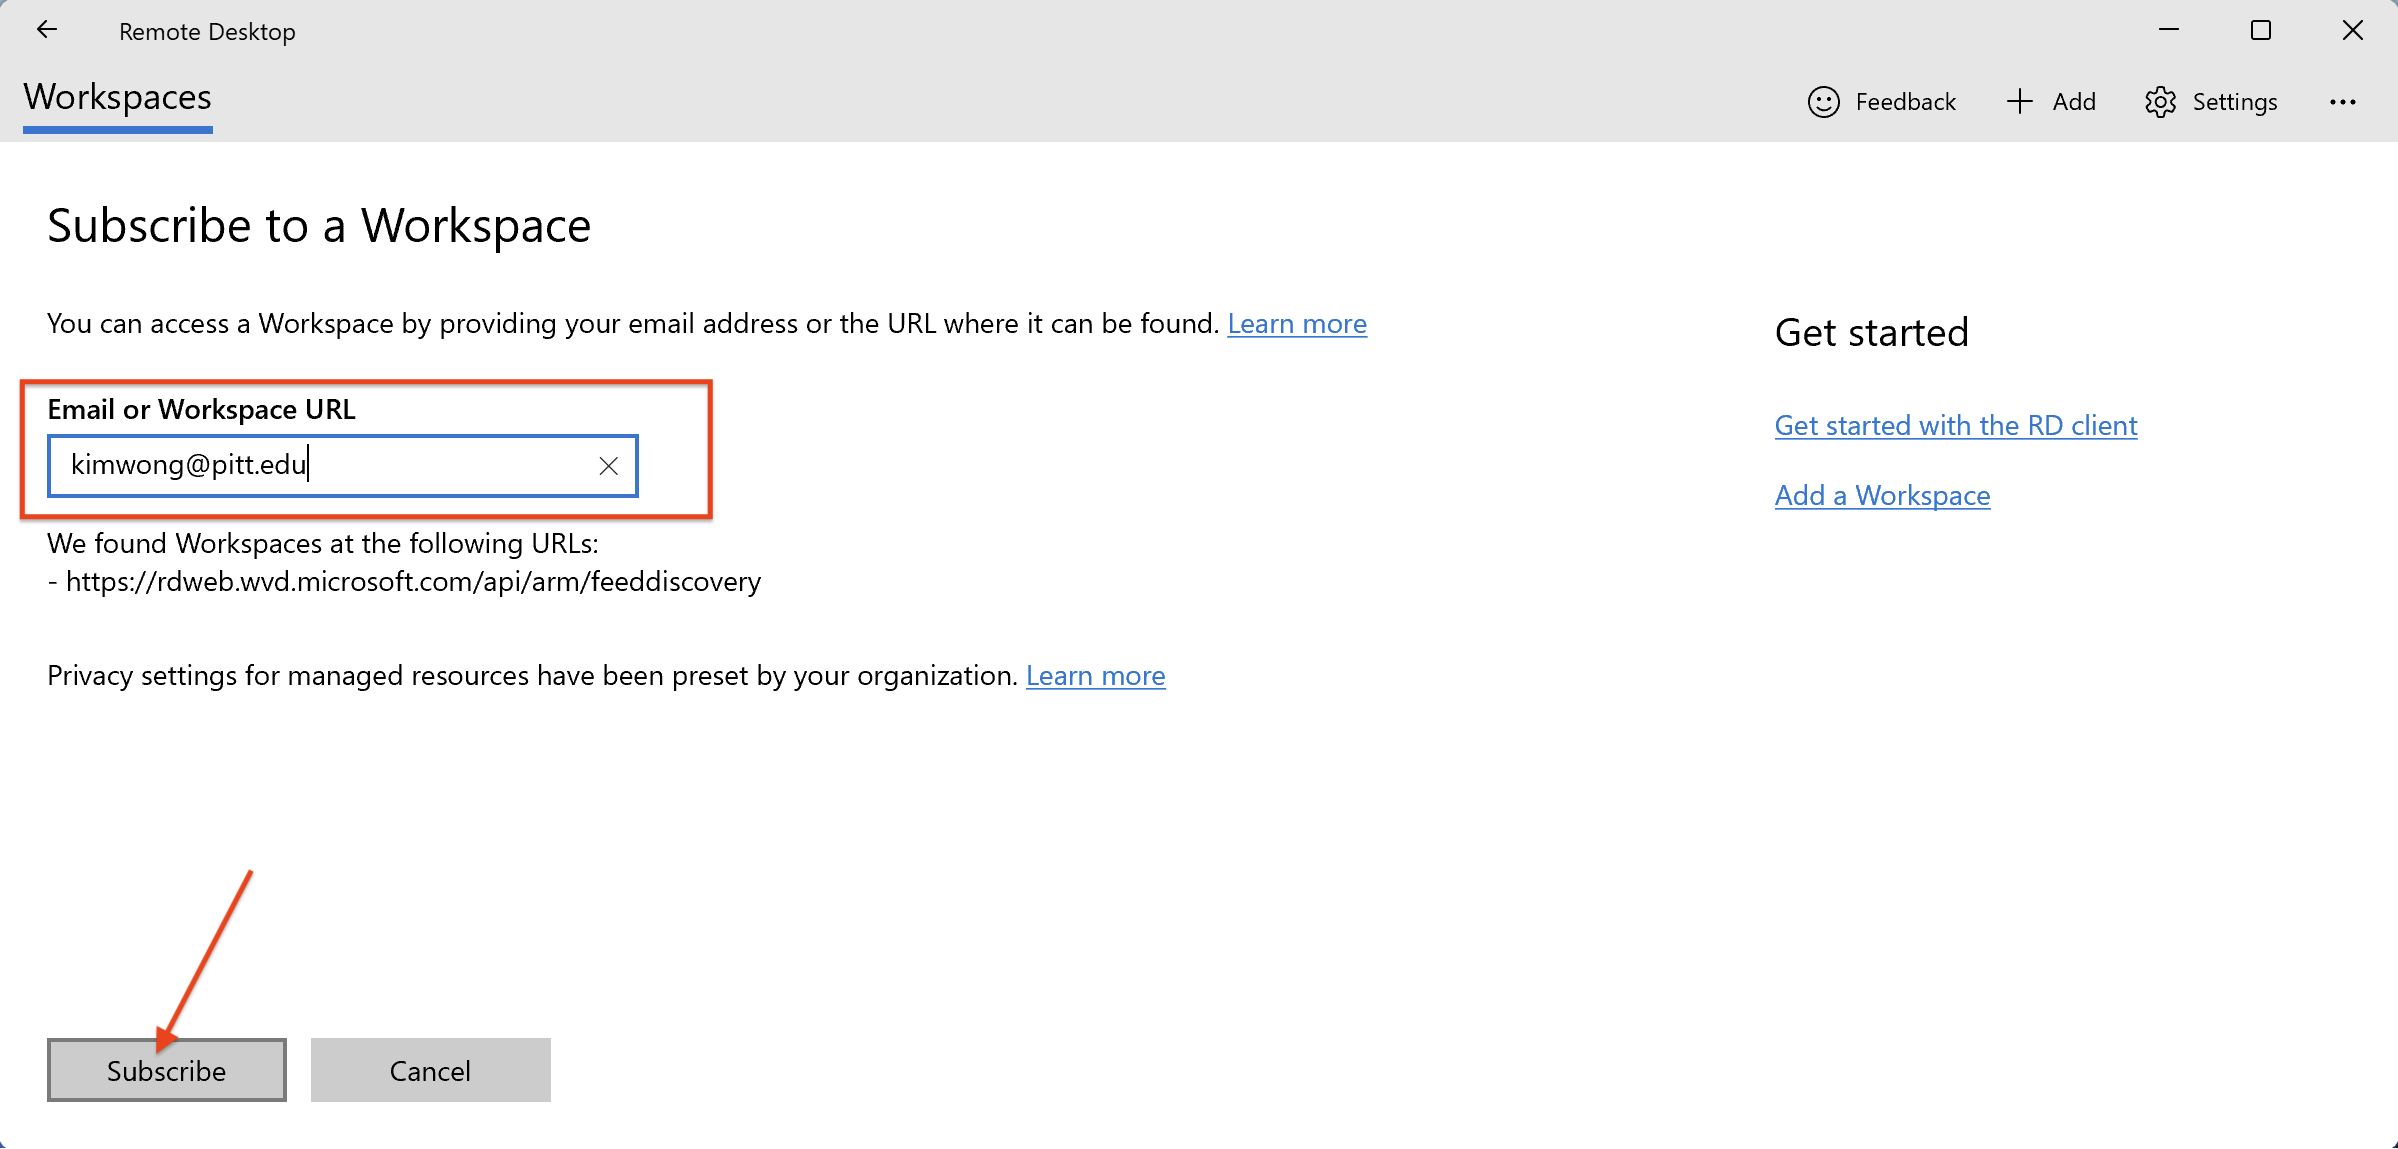 Remote Desktop
Workspaces
Feedback
Add
Settings
Subscribe to a Workspace
You can access a Workspace by providing your email address or the URL where it can be found. Learn more
Email or Workspace URL
kimwong@pitt.edu
We found Workspaces at the following URLs:
- https://rdweb.wvd.microsoft.com/api/arm/feeddiscovery
Privacy settings for managed resources have been preset by your organization. Learn more
Get started
Get started with the RD client
Add a Workspace
Subscribe
Cancel